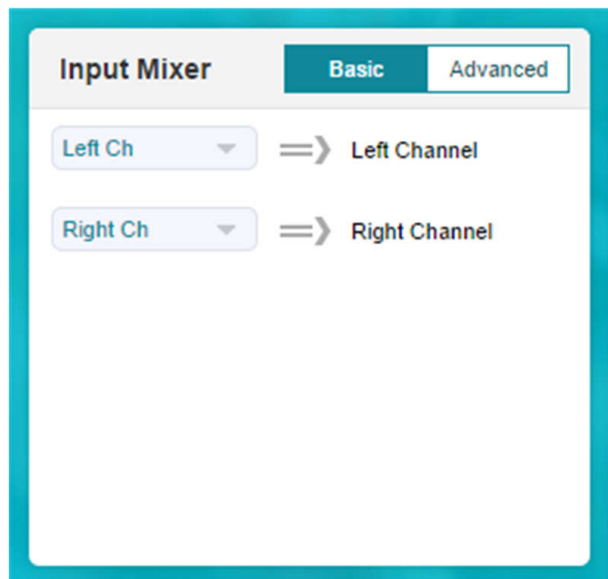 Input Mixer Basic Advanced
Left Ch Left Channel
Right Ch Right Channel